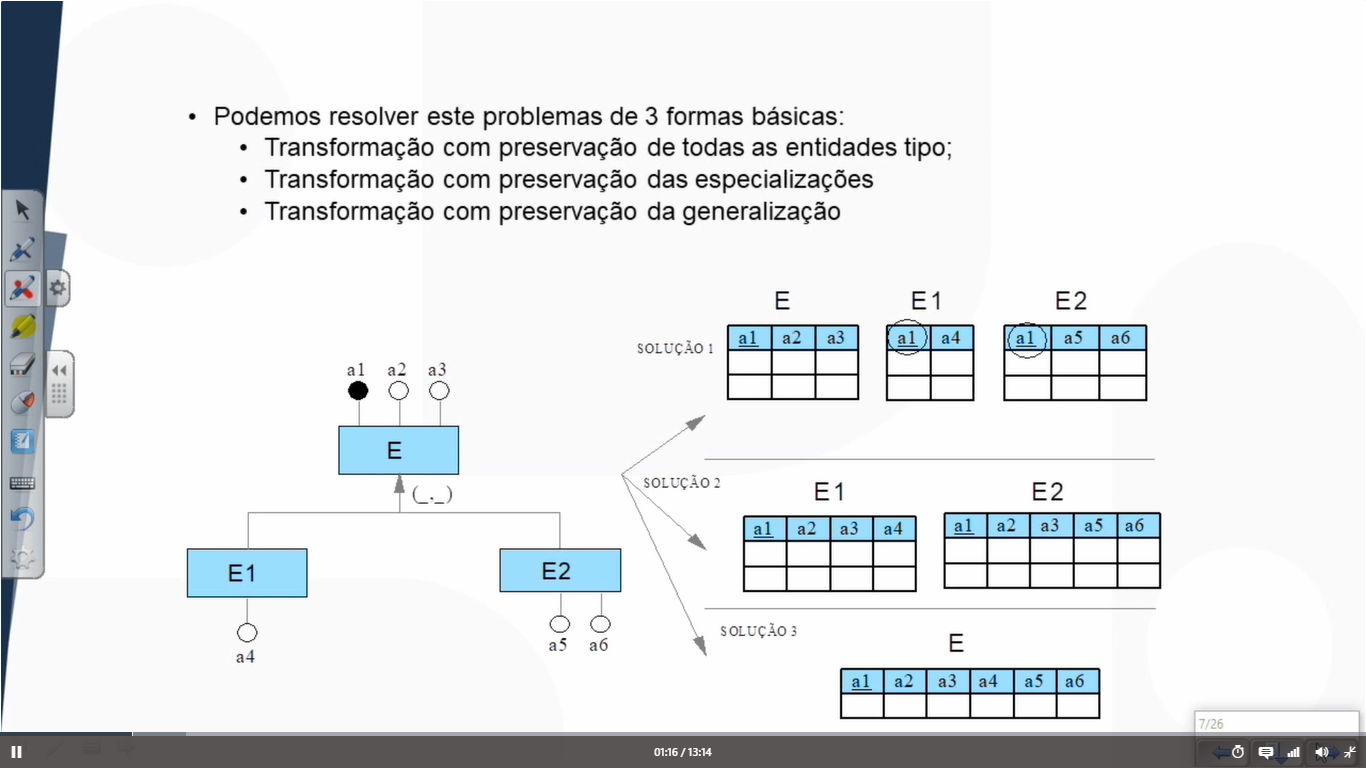 • Podemos resolver este problemas de 3 formas básicas:
• Transformação com preservação de todas as entidades tipo;
• Transformação com preservação das especializações
• Transformação com preservação da generalização
E E1 E2
SOLUÇÃO 1
a1 a2 a3 a1 a4 a1 a5 a6
a1 a2 a3
E
(_,_)
E1 E2
a4
a5 a6
SOLUÇÃO 2
E1 E2
a1 a2 a3 a4 a1 a2 a3 a5 a6
SOLUÇÃO 3
E
a1 a2 a3 a4 a5 a6
7/26
01:16 / 13:14